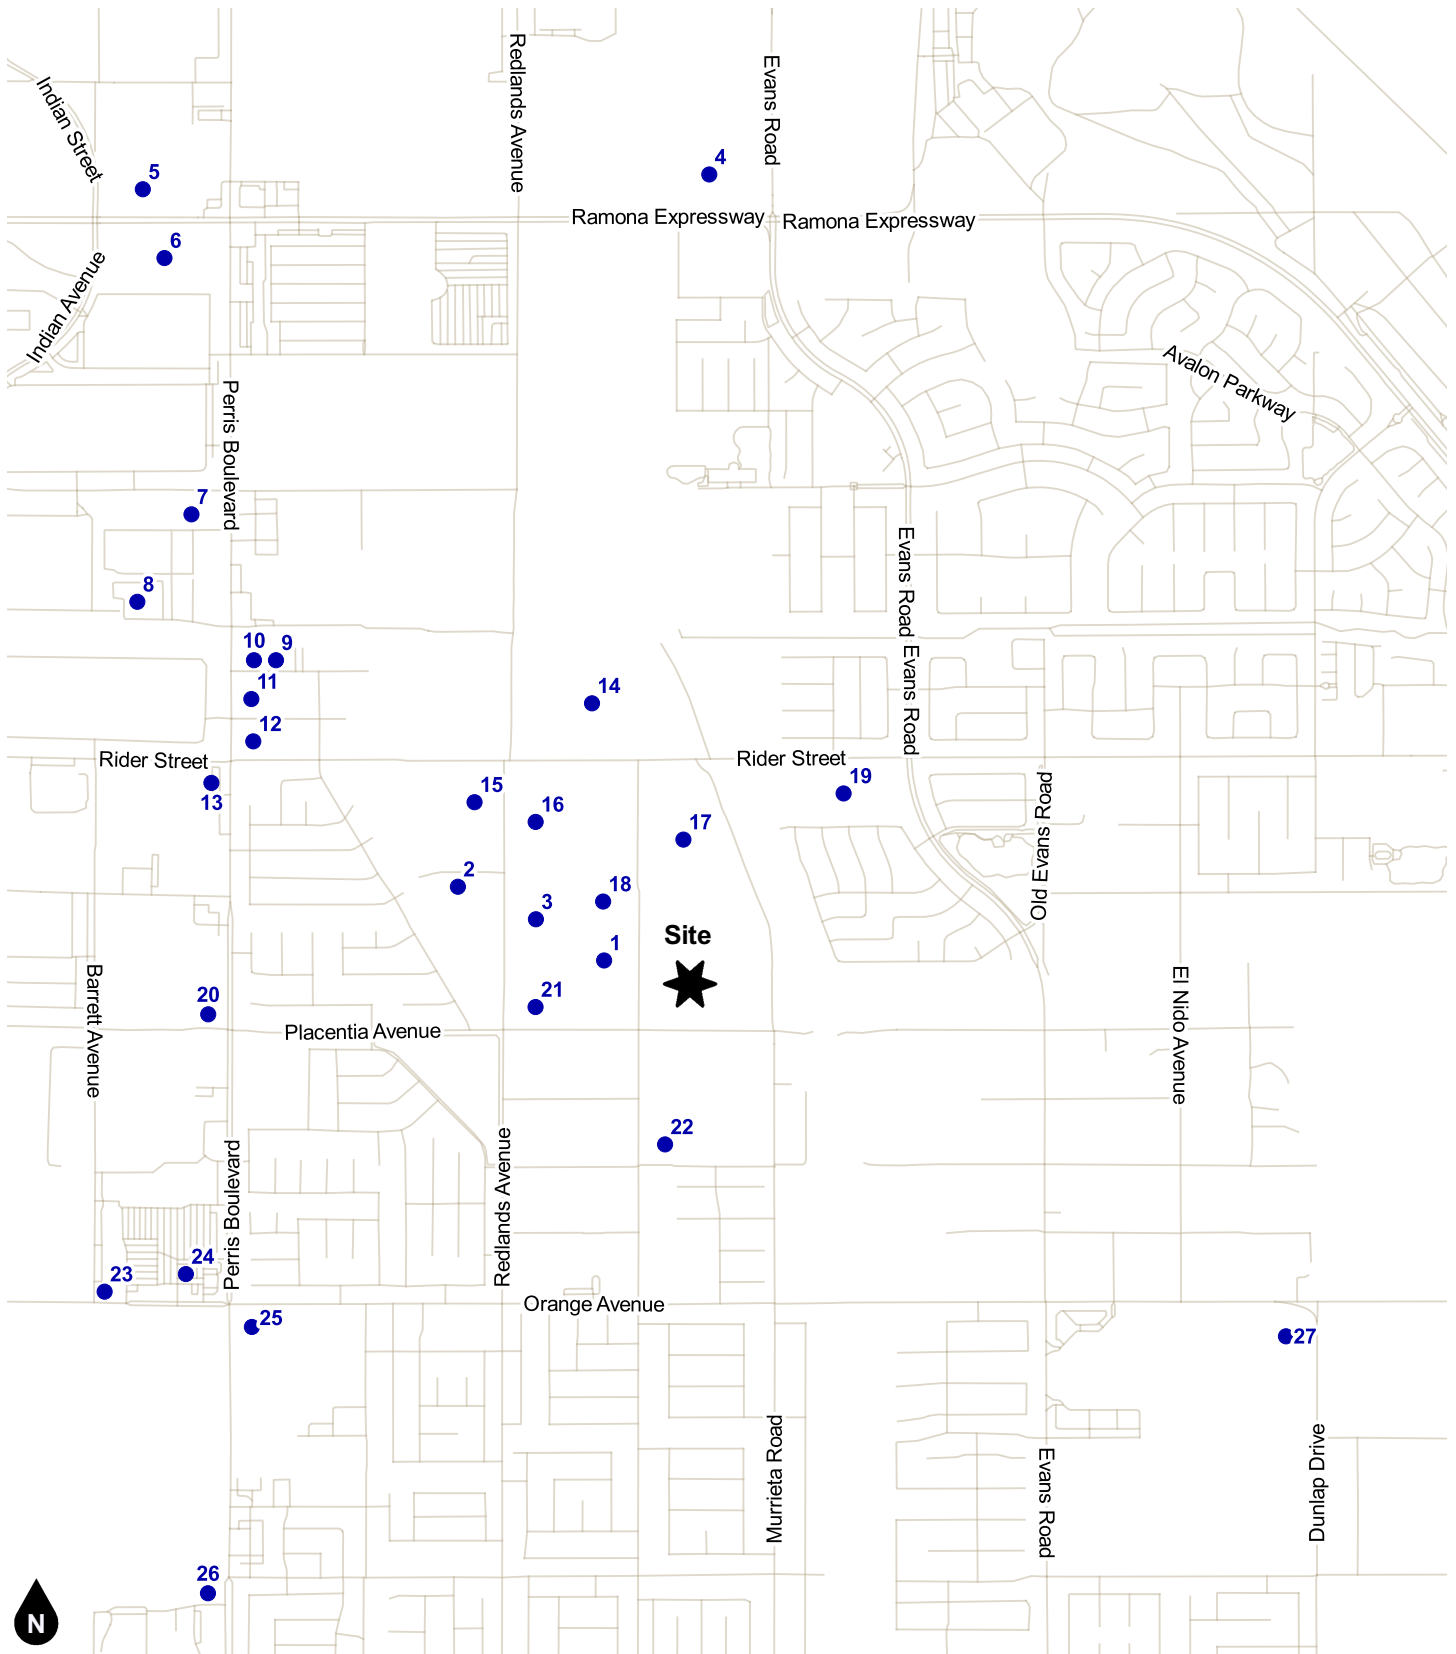 Redlands Avenue
Evans Road
Indian Street
4
5
Ramona Expressway
Ramona Expressway
6
Indian Avenue
Avalon Parkway
Perris Boulevard
7
Evans Road
8
10
9
Evans Road
11
14
12
Rider Street
Rider Street
13
15
19
16
17
Old Evans Road
2
18
3
Site
1
Barrett Avenue
El Nido Avenue
20
21
Placentia Avenue
22
Redlands Avenue
Perris Boulevard
24
23
Orange Avenue
25
27
Murrieta Road
Dunlap Drive
Evans Road
26
N